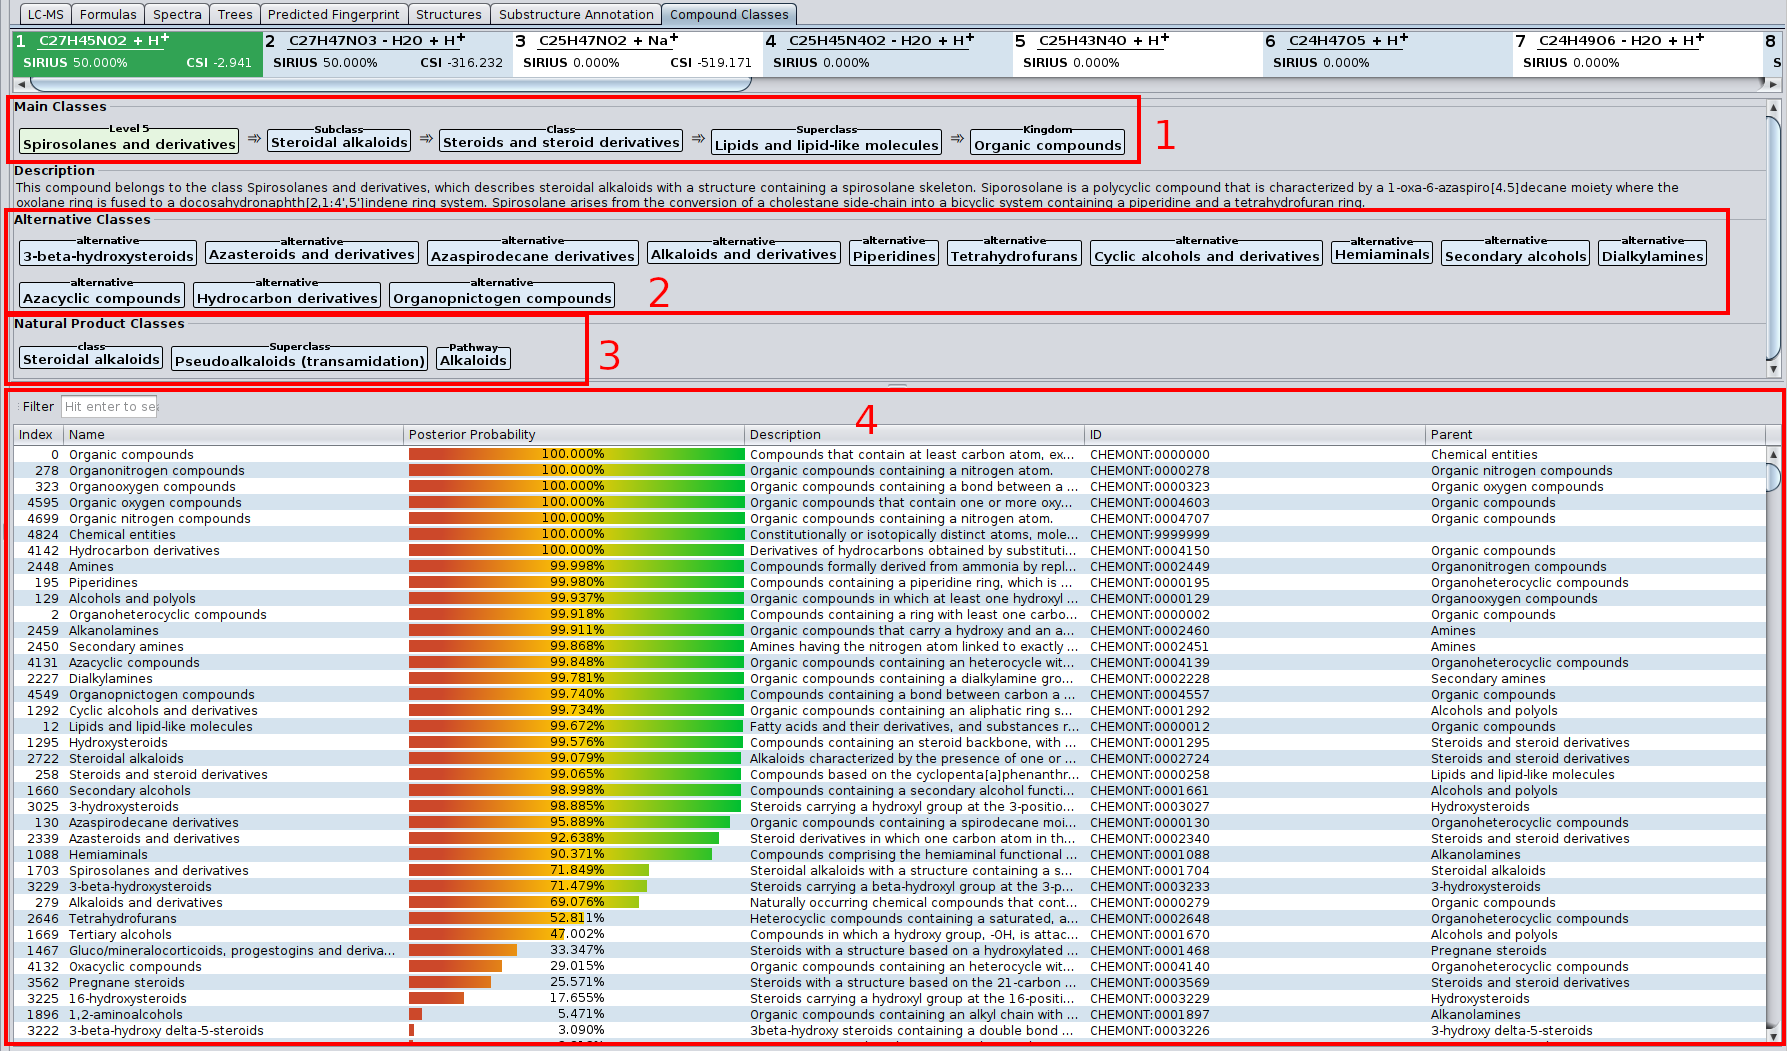 LC-MS Formulas Spectra Trees Predicted Fingerprint Structures Substructure Annotation Compound Classes
1 C27H45NO2 + H+ 2 C27H47NO3 - H2O + H+ 3 C25H47NO2 + Na+ 4 C25H45N4O2 - H2O + H+ 5 C25H43N4O + H+ 6 C24H47O5 + H+ 7 C24H49O6 - H2O + H+ 8
SIRIUS 50.000% CSI -2.941 SIRIUS 50.000% CSI -316.232 SIRIUS 0.000% CSI -519.171 SIRIUS 0.000% SIRIUS 0.000% SIRIUS 0.000% SIRIUS 0.000% S
Main Classes
Level 5 Subclass Class Superclass Kingdom
Spirosolanes and derivatives ⇒ Steroidal alkaloids ⇒ Steroids and steroid derivatives ⇒ Lipids and lipid-like molecules ⇒ Organic compounds 1
Description
This compound belongs to the class Spirosolanes and derivatives, which describes steroidal alkaloids with a structure containing a spirosolane skeleton. Siporosolane is a polycyclic compound that is characterized by a 1-oxa-6-azaspiro[4.5]decane moiety where the
oxolane ring is fused to a docosahydronaphth[2,1:4',5']indene ring system. Spirosolane arises from the conversion of a cholestane side-chain into a bicyclic system containing a piperidine and a tetrahydrofuran ring.
Alternative Classes
alternative alternative alternative alternative alternative alternative alternative alternative alternative alternative
3-beta-hydroxysteroids Azasteroids and derivatives Azaspirodecane derivatives Alkaloids and derivatives Piperidines Tetrahydrofurans Cyclic alcohols and derivatives Hemiaminals Secondary alcohols Dialkylamines
alternative alternative alternative
Azacyclic compounds Hydrocarbon derivatives Organopnictogen compounds 2
Natural Product Classes
class Superclass Pathway
Steroidal alkaloids Pseudoalkaloids (transamidation) Alkaloids 3
Filter Hit enter to sea 4
Index Name Posterior Probability Description ID Parent
0 Organic compounds 100.000% Compounds that contain at least carbon atom, ex... CHEMONT:0000000 Chemical entities
278 Organonitrogen compounds 100.000% Organic compounds containing a nitrogen atom. CHEMONT:0000278 Organic nitrogen compounds
323 Organooxygen compounds 100.000% Organic compounds containing a bond between a ... CHEMONT:0000323 Organic oxygen compounds
4595 Organic oxygen compounds 100.000% Organic compounds that contain one or more oxy... CHEMONT:0004603 Organic compounds
4699 Organic nitrogen compounds 100.000% Organic compounds containing a nitrogen atom. CHEMONT:0004707 Organic compounds
4824 Chemical entities 100.000% Constitutionally or isotopically distinct atoms, mole... CHEMONT:9999999
4142 Hydrocarbon derivatives 100.000% Derivatives of hydrocarbons obtained by substituti... CHEMONT:0004150 Organic compounds
2448 Amines 99.998% Compounds formally derived from ammonia by repl... CHEMONT:0002449 Organonitrogen compounds
195 Piperidines 99.980% Compounds containing a piperidine ring, which is ... CHEMONT:0000195 Organoheterocyclic compounds
129 Alcohols and polyols 99.937% Organic compounds in which at least one hydroxyl ... CHEMONT:0000129 Organooxygen compounds
2 Organoheterocyclic compounds 99.918% Compounds containing a ring with least one carbo... CHEMONT:0000002 Organic compounds
2459 Alkanolamines 99.911% Organic compounds that carry a hydroxy and an a... CHEMONT:0002460 Amines
2450 Secondary amines 99.868% Amines having the nitrogen atom linked to exactly ... CHEMONT:0002451 Amines
4131 Azacyclic compounds 99.848% Organic compounds containing an heterocycle wit... CHEMONT:0004139 Organoheterocyclic compounds
2227 Dialkylamines 99.781% Organic compounds containing a dialkylamine gro... CHEMONT:0002228 Secondary amines
4549 Organopnictogen compounds 99.740% Compounds containing a bond between carbon a ... CHEMONT:0004557 Organic compounds
1292 Cyclic alcohols and derivatives 99.734% Organic compounds containing an aliphatic ring s... CHEMONT:0001292 Alcohols and polyols
12 Lipids and lipid-like molecules 99.672% Fatty acids and their derivatives, and substances r... CHEMONT:0000012 Organic compounds
1295 Hydroxysteroids 99.576% Compounds containing an steroid backbone, with ... CHEMONT:0001295 Steroids and steroid derivatives
2722 Steroidal alkaloids 99.079% Alkaloids characterized by the presence of one or ... CHEMONT:0002724 Steroids and steroid derivatives
258 Steroids and steroid derivatives 99.065% Compounds based on the cyclopenta[a]phenanthr... CHEMONT:0000258 Lipids and lipid-like molecules
1660 Secondary alcohols 98.998% Compounds containing a secondary alcohol functi... CHEMONT:0001661 Alcohols and polyols
3025 3-hydroxysteroids 98.885% Steroids carrying a hydroxyl group at the 3-positio... CHEMONT:0003027 Hydroxysteroids
130 Azaspirodecane derivatives 95.889% Organic compounds containing a spirodecane moi... CHEMONT:0000130 Organoheterocyclic compounds
2339 Azasteroids and derivatives 92.638% Steroid derivatives in which one carbon atom in th... CHEMONT:0002340 Steroids and steroid derivatives
1088 Hemiaminals 90.371% Compounds comprising the hemiaminal functional ... CHEMONT:0001088 Alkanolamines
1703 Spirosolanes and derivatives 71.849% Steroidal alkaloids with a structure containing a s... CHEMONT:0001704 Steroidal alkaloids
3229 3-beta-hydroxysteroids 71.479% Steroids carrying a beta-hydroxyl group at the 3-p... CHEMONT:0003233 3-hydroxysteroids
279 Alkaloids and derivatives 69.076% Naturally occurring chemical compounds that cont... CHEMONT:0000279 Organic compounds
2646 Tetrahydrofurans 52.811% Heterocyclic compounds containing a saturated, a... CHEMONT:0002648 Organoheterocyclic compounds
1669 Tertiary alcohols 47.002% Compounds in which a hydroxy group, -OH, is attac... CHEMONT:0001670 Alcohols and polyols
1467 Gluco/mineralocorticoids, progestogins and deriva... 33.347% Steroids with a structure based on a hydroxylated ... CHEMONT:0001468 Pregnane steroids
4132 Oxacyclic compounds 29.015% Organic compounds containing an heterocycle wit... CHEMONT:0004140 Organoheterocyclic compounds
3562 Pregnane steroids 25.571% Steroids with a structure based on the 21-carbon ... CHEMONT:0003569 Steroids and steroid derivatives
3225 16-hydroxysteroids 17.655% Steroids carrying a hydroxyl group at the 16-positi... CHEMONT:0003229 Hydroxysteroids
1896 1,2-aminoalcohols 5.471% Organic compounds containing an alkyl chain with ... CHEMONT:0001897 Alkanolamines
3222 3-beta-hydroxy delta-5-steroids 3.090% 3beta-hydroxy steroids containing a double bond ... CHEMONT:0003226 3-hydroxy delta-5-steroids